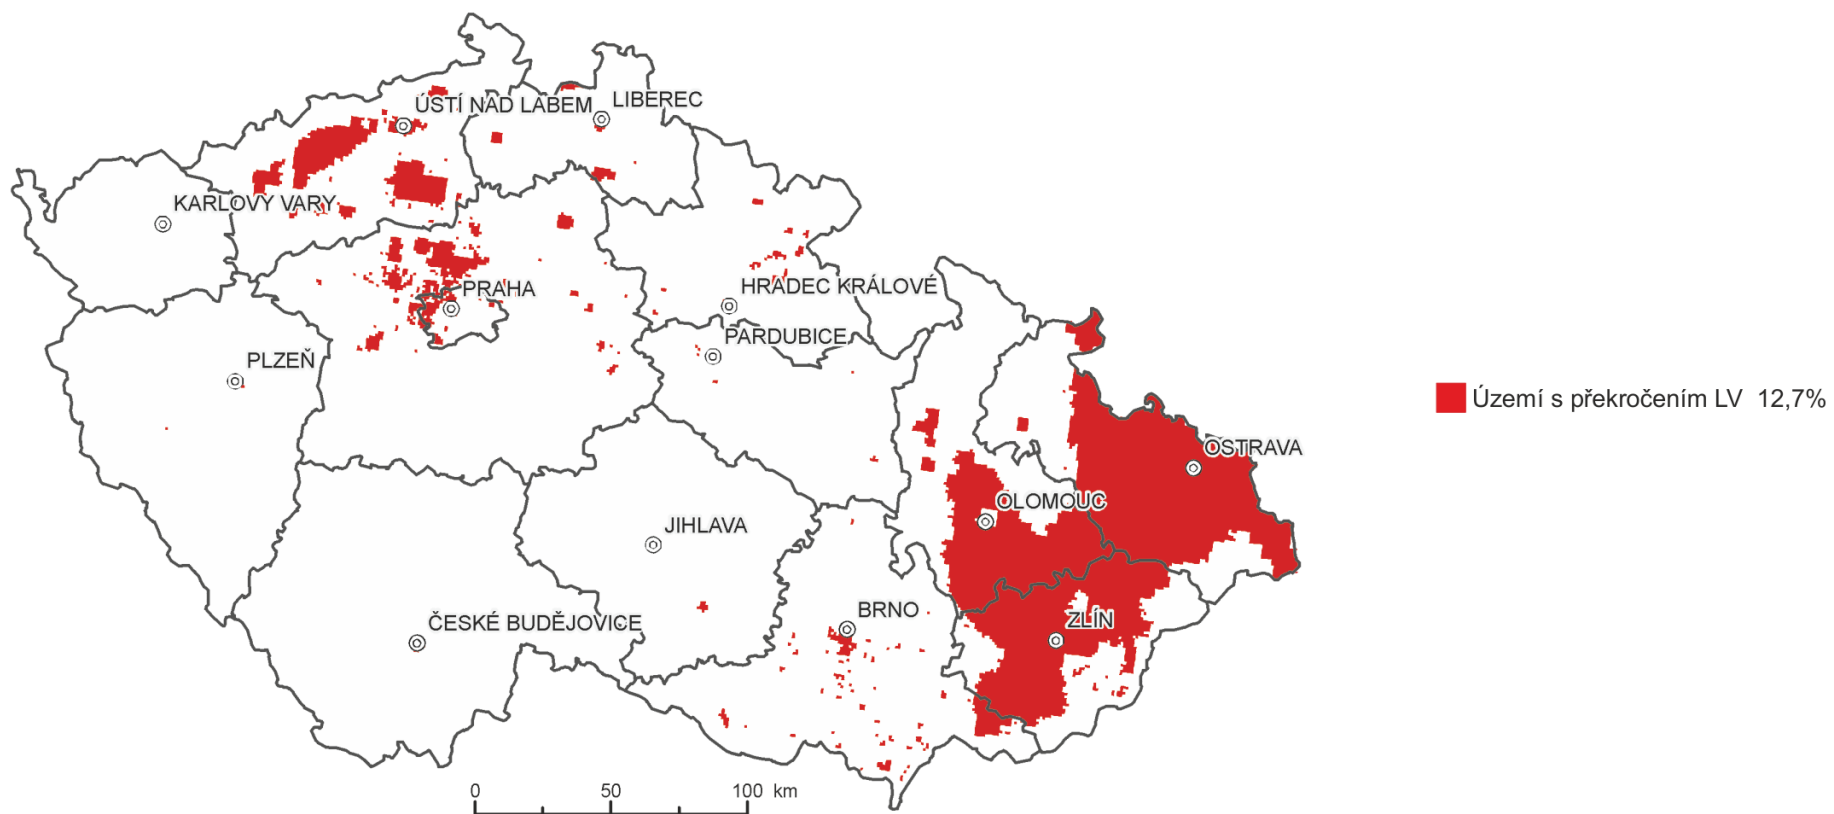 ÚSTÍ NAD LABEM
LIBEREC
KARLOVY VARY
PRAHA
HRADEC KRÁLOVÉ
PARDUBICE
PLZEŇ
Území s překročením LV 12,7%
OSTRAVA
OLOMOUC
JIHLAVA
BRNO
ZLÍN
ČESKÉ BUDĚJOVICE
0 50 100 km